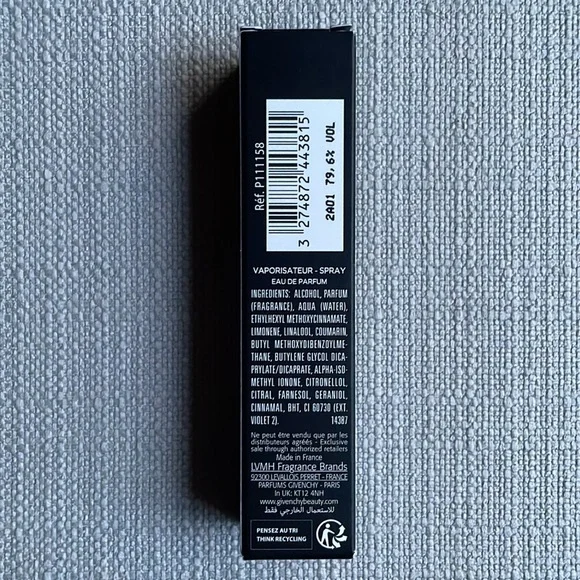 Réf. P111158
3 274872 443815
2A01 79,6% VOL
VAPORISATEUR - SPRAY
EAU DE PARFUM
INGREDIENTS: ALCOHOL, PARFUM
(FRAGRANCE), AQUA (WATER),
ETHYLHEXYL METHOXYCINNAMATE,
LIMONENE, LINALOOL, COUMARIN,
BUTYL METHOXYDIBENZOYLME-
THANE, BUTYLENE GLYCOL DICA-
PRYLATE/DICAPRATE, ALPHA-ISO-
METHYL IONONE, CITRONELLOL,
CITRAL, FARNESOL, GERANIOL,
CINNAMAL, BHT, CI 60730 (EXT.
VIOLET 2). 14387
Ne peut être vendu que par les
distributeurs agréés - Exclusive
sale through authorized retailers
Made in France
LVMH Fragrance Brands
92300 LEVALLOIS PERRET - FRANCE
PARFUMS GIVENCHY - PARIS
In UK: KT12 4NH
www.givenchybeauty.com
للاستعمال الخارجي فقط
PENSEZ AU TRI
THINK RECYCLING